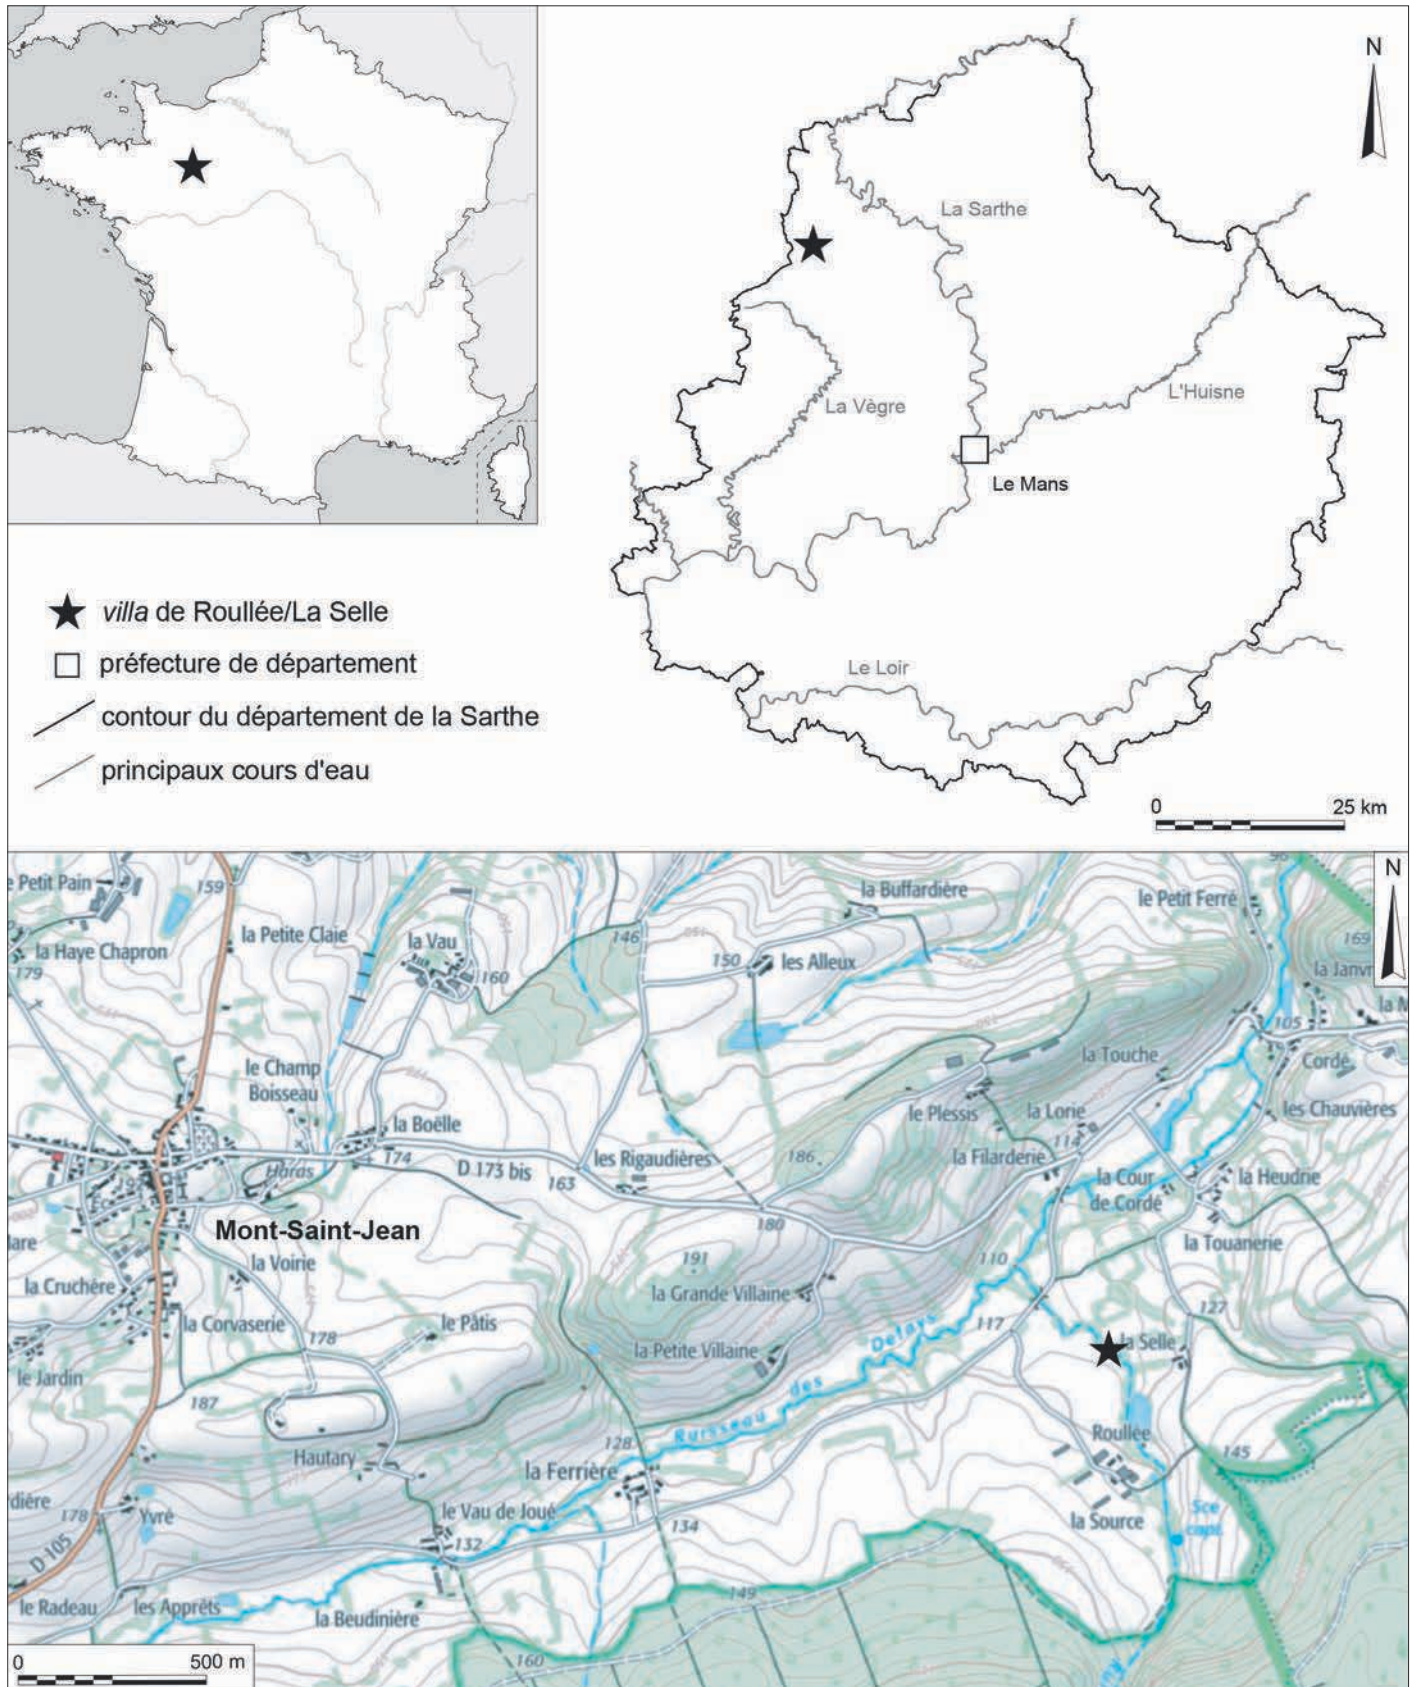 N
La Sarthe
La Vègre
L'Huisne
Le Mans
Le Loir
0 25 km
villa de Roullée/La Selle
préfecture de département
contour du département de la Sarthe
principaux cours d'eau
N
96
e Petit Pain
159
la Buffardière
le Petit Ferré
la Petite Claie
la Vau
146
169
la Haye Chapron
179
160
150
les Alleux
la Janvr
la M
105
le Champ
Boisseau
la Touche
Cordé
la Boëlle
le Plessis
la Lorie
les Chauvières
Haras
174
D 173 bis
163
les Rigaudières
186
la Filarderie
114
la Cour
de Cordé
la Heudrie
Mont-Saint-Jean
180
la Touanerie
lare
la Voirie
191
110
la Cruchère
la Grande Villaine
127
la Corvaserie
178
le Pâtis
la Petite Villaine
117
la Selle
le Jardin
187
Ruisseau des Delays
Hautary
128
Roullée
145
la Ferrière
dière
178
Yvré
le Vau de Joué
134
la Source
Sce
capt.
132
D 105
149
le Radeau
les Apprêts
la Beudinière
160
0 500 m